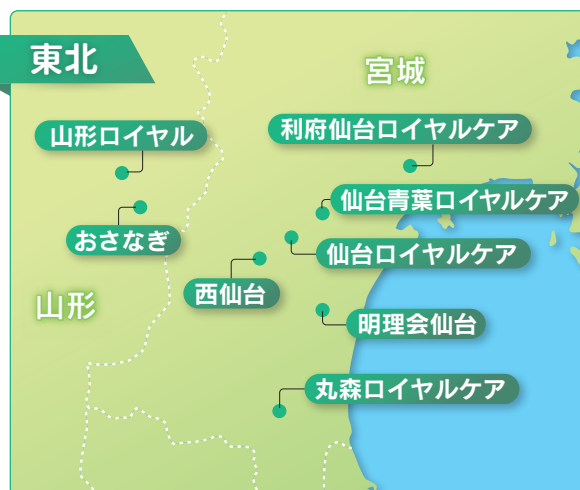 東北
宮城
山形ロイヤル
利府仙台ロイヤルケア
仙台青葉ロイヤルケア
おさなぎ
仙台ロイヤルケア
西仙台
山形
明理会仙台
丸森ロイヤルケア